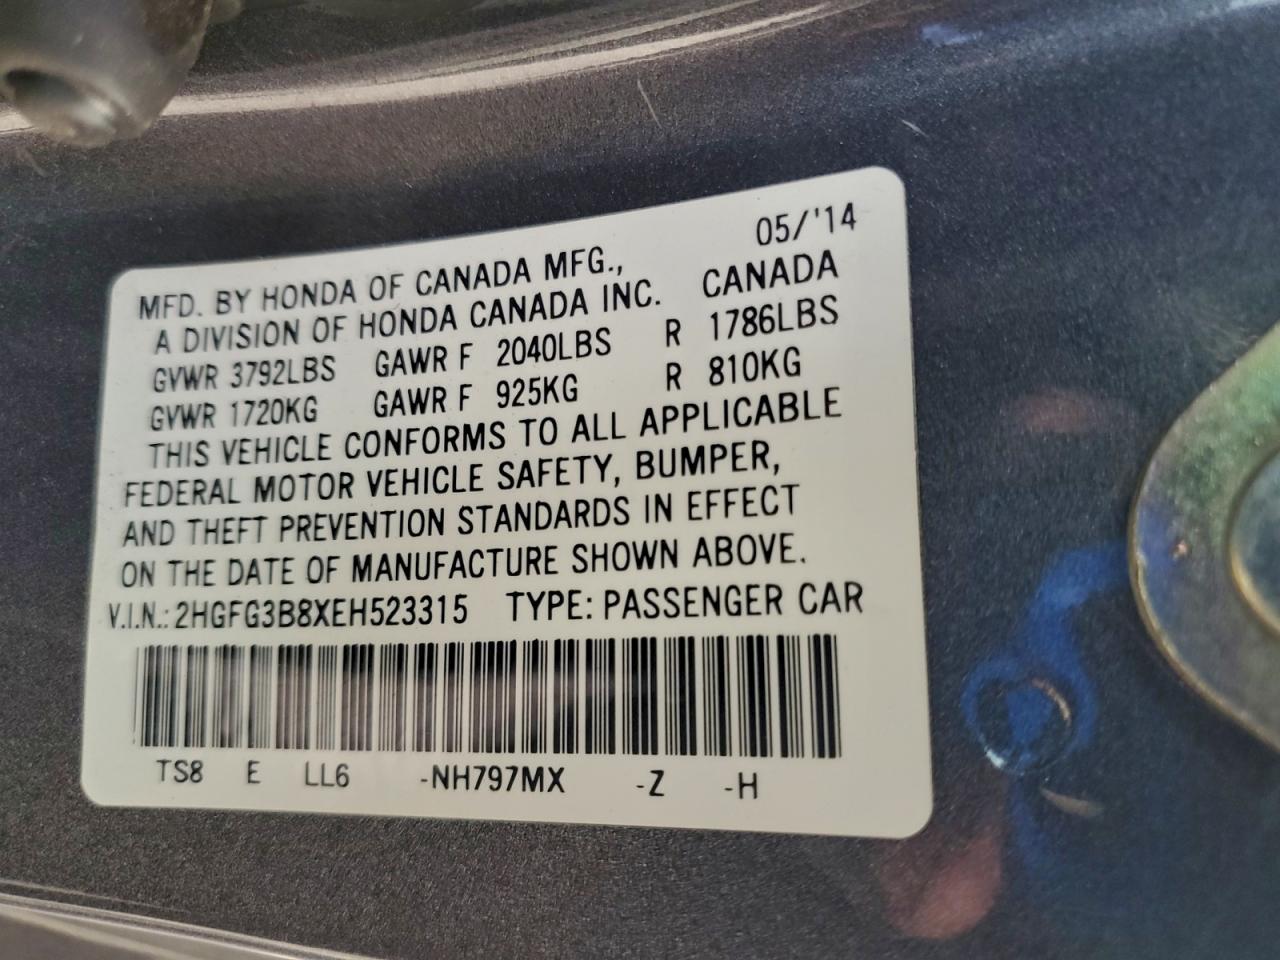 05/'14
MFD. BY HONDA OF CANADA MFG.,
A DIVISION OF HONDA CANADA INC. CANADA
GVWR 3792LBS GAWR F 2040LBS R 1786LBS
GVWR 1720KG GAWR F 925KG R 810KG
THIS VEHICLE CONFORMS TO ALL APPLICABLE
FEDERAL MOTOR VEHICLE SAFETY, BUMPER,
AND THEFT PREVENTION STANDARDS IN EFFECT
ON THE DATE OF MANUFACTURE SHOWN ABOVE.
V.I.N.: 2HGFG3B8XEH523315 TYPE: PASSENGER CAR
TS8 E LL6 -NH797MX -Z -H